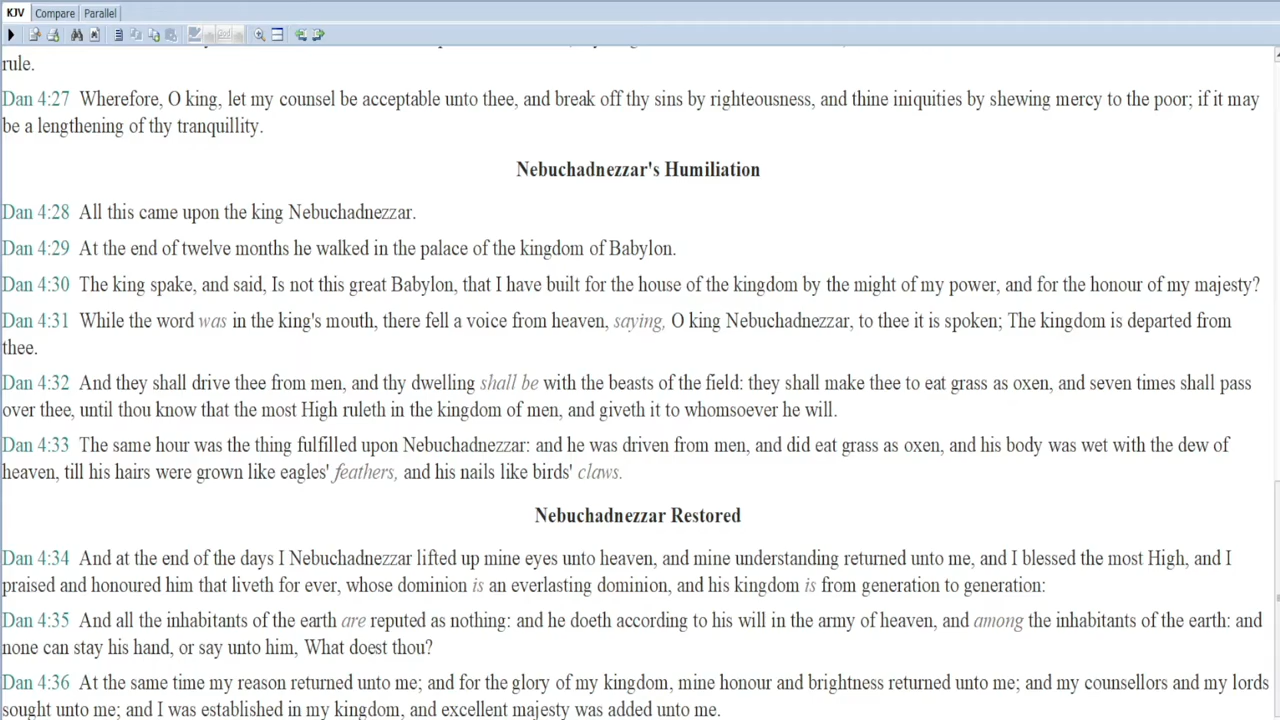 KJV Compare Parallel
rule.
Dan 4:27 Wherefore, O king, let my counsel be acceptable unto thee, and break off thy sins by righteousness, and thine iniquities by shewing mercy to the poor; if it may
be a lengthening of thy tranquillity.
Nebuchadnezzar's Humiliation
Dan 4:28 All this came upon the king Nebuchadnezzar.
Dan 4:29 At the end of twelve months he walked in the palace of the kingdom of Babylon.
Dan 4:30 The king spake, and said, Is not this great Babylon, that I have built for the house of the kingdom by the might of my power, and for the honour of my majesty?
Dan 4:31 While the word was in the king's mouth, there fell a voice from heaven, saying, O king Nebuchadnezzar, to thee it is spoken; The kingdom is departed from
thee.
Dan 4:32 And they shall drive thee from men, and thy dwelling shall be with the beasts of the field: they shall make thee to eat grass as oxen, and seven times shall pass
over thee, until thou know that the most High ruleth in the kingdom of men, and giveth it to whomsoever he will.
Dan 4:33 The same hour was the thing fulfilled upon Nebuchadnezzar: and he was driven from men, and did eat grass as oxen, and his body was wet with the dew of
heaven, till his hairs were grown like eagles' feathers, and his nails like birds' claws.
Nebuchadnezzar Restored
Dan 4:34 And at the end of the days I Nebuchadnezzar lifted up mine eyes unto heaven, and mine understanding returned unto me, and I blessed the most High, and I
praised and honoured him that liveth for ever, whose dominion is an everlasting dominion, and his kingdom is from generation to generation:
Dan 4:35 And all the inhabitants of the earth are reputed as nothing: and he doeth according to his will in the army of heaven, and among the inhabitants of the earth: and
none can stay his hand, or say unto him, What doest thou?
Dan 4:36 At the same time my reason returned unto me; and for the glory of my kingdom, mine honour and brightness returned unto me; and my counsellors and my lords
sought unto me; and I was established in my kingdom, and excellent majesty was added unto me.